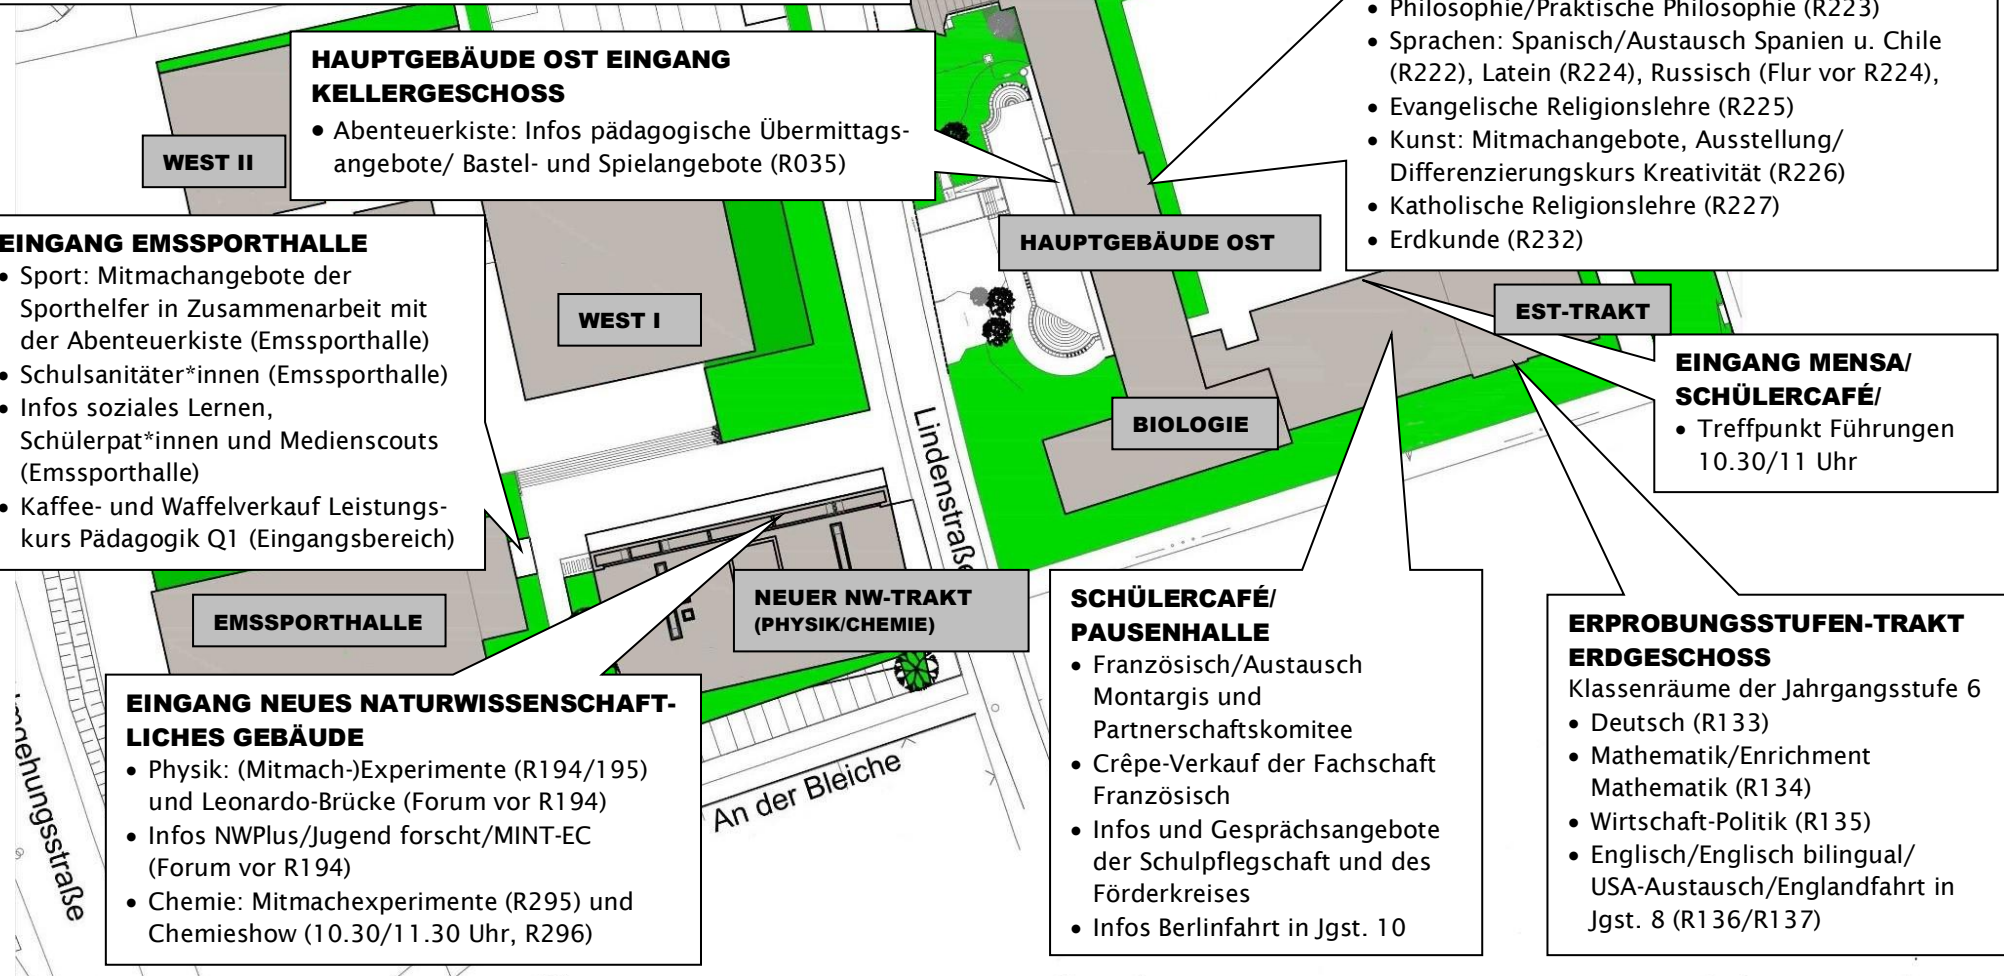 HAUPTGEBÄUDE OST EINGANG
KELLERGESCHOSS
• Abenteuerkiste: Infos pädagogische Übermittags-
angebote/ Bastel- und Spielangebote (R035)
• Philosophie/Praktische Philosophie (R223)
• Sprachen: Spanisch/Austausch Spanien u. Chile
(R222), Latein (R224), Russisch (Flur vor R224),
• Evangelische Religionslehre (R225)
• Kunst: Mitmachangebote, Ausstellung/
Differenzierungskurs Kreativität (R226)
• Katholische Religionslehre (R227)
• Erdkunde (R232)
WEST II
EINGANG EMSSPORTHALLE
• Sport: Mitmachangebote der
Sporthelfer in Zusammenarbeit mit
der Abenteuerkiste (Emssporthalle)
• Schulsanitäter*innen (Emssporthalle)
• Infos soziales Lernen,
Schülerpat*innen und Medienscouts
(Emssporthalle)
• Kaffee- und Waffelverkauf Leistungs-
kurs Pädagogik Q1 (Eingangsbereich)
WEST I
HAUPTGEBÄUDE OST
EST-TRAKT
BIOLOGIE
EINGANG MENSA/
SCHÜLERCAFÉ/
• Treffpunkt Führungen
10.30/11 Uhr
Lindenstraße
EMSSPORTHALLE
NEUER NW-TRAKT
(PHYSIK/CHEMIE)
EINGANG NEUES NATURWISSENSCHAFT-
LICHES GEBÄUDE
• Physik: (Mitmach-)Experimente (R194/195)
und Leonardo-Brücke (Forum vor R194)
• Infos NWPlus/Jugend forscht/MINT-EC
(Forum vor R194)
• Chemie: Mitmachexperimente (R295) und
Chemieshow (10.30/11.30 Uhr, R296)
An der Bleiche
SCHÜLERCAFÉ/
PAUSENHALLE
• Französisch/Austausch
Montargis und
Partnerschaftskomitee
• Crêpe-Verkauf der Fachschaft
Französisch
• Infos und Gesprächsangebote
der Schulpflegschaft und des
Förderkreises
• Infos Berlinfahrt in Jgst. 10
ERPROBUNGSSTUFEN-TRAKT
ERDGESCHOSS
Klassenräume der Jahrgangsstufe 6
• Deutsch (R133)
• Mathematik/Enrichment
Mathematik (R134)
• Wirtschaft-Politik (R135)
• Englisch/Englisch bilingual/
USA-Austausch/Englandfahrt in
Jgst. 8 (R136/R137)